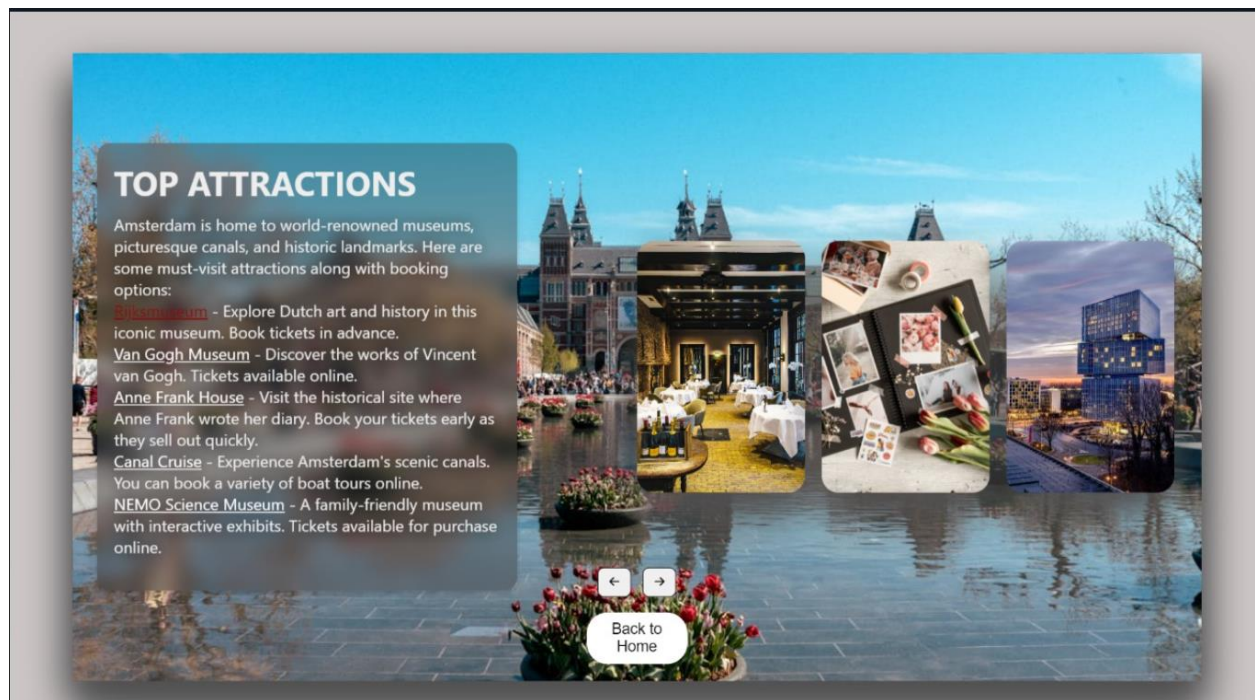 TOP ATTRACTIONS
Amsterdam is home to world-renowned museums,
picturesque canals, and historic landmarks. Here are
some must-visit attractions along with booking
options:
Rijksmuseum - Explore Dutch art and history in this
iconic museum. Book tickets in advance.
Van Gogh Museum - Discover the works of Vincent
van Gogh. Tickets available online.
Anne Frank House - Visit the historical site where
Anne Frank wrote her diary. Book your tickets early as
they sell out quickly.
Canal Cruise - Experience Amsterdam's scenic canals.
You can book a variety of boat tours online.
NEMO Science Museum - A family-friendly museum
with interactive exhibits. Tickets available for purchase
online.
← →
Back to
Home